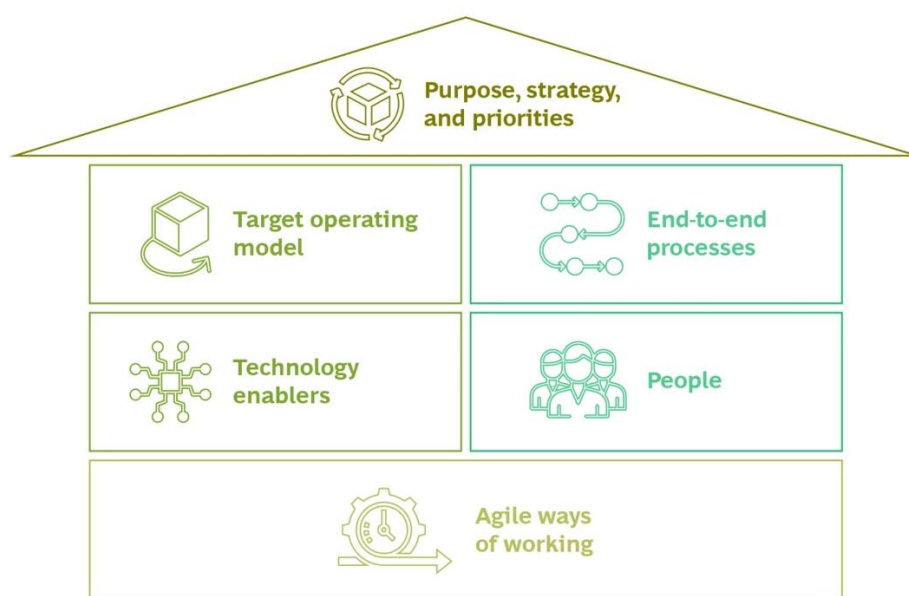 Purpose, strategy,
and priorities
Target operating
model
End-to-end
processes
Technology
enablers
People
Agile ways
of working